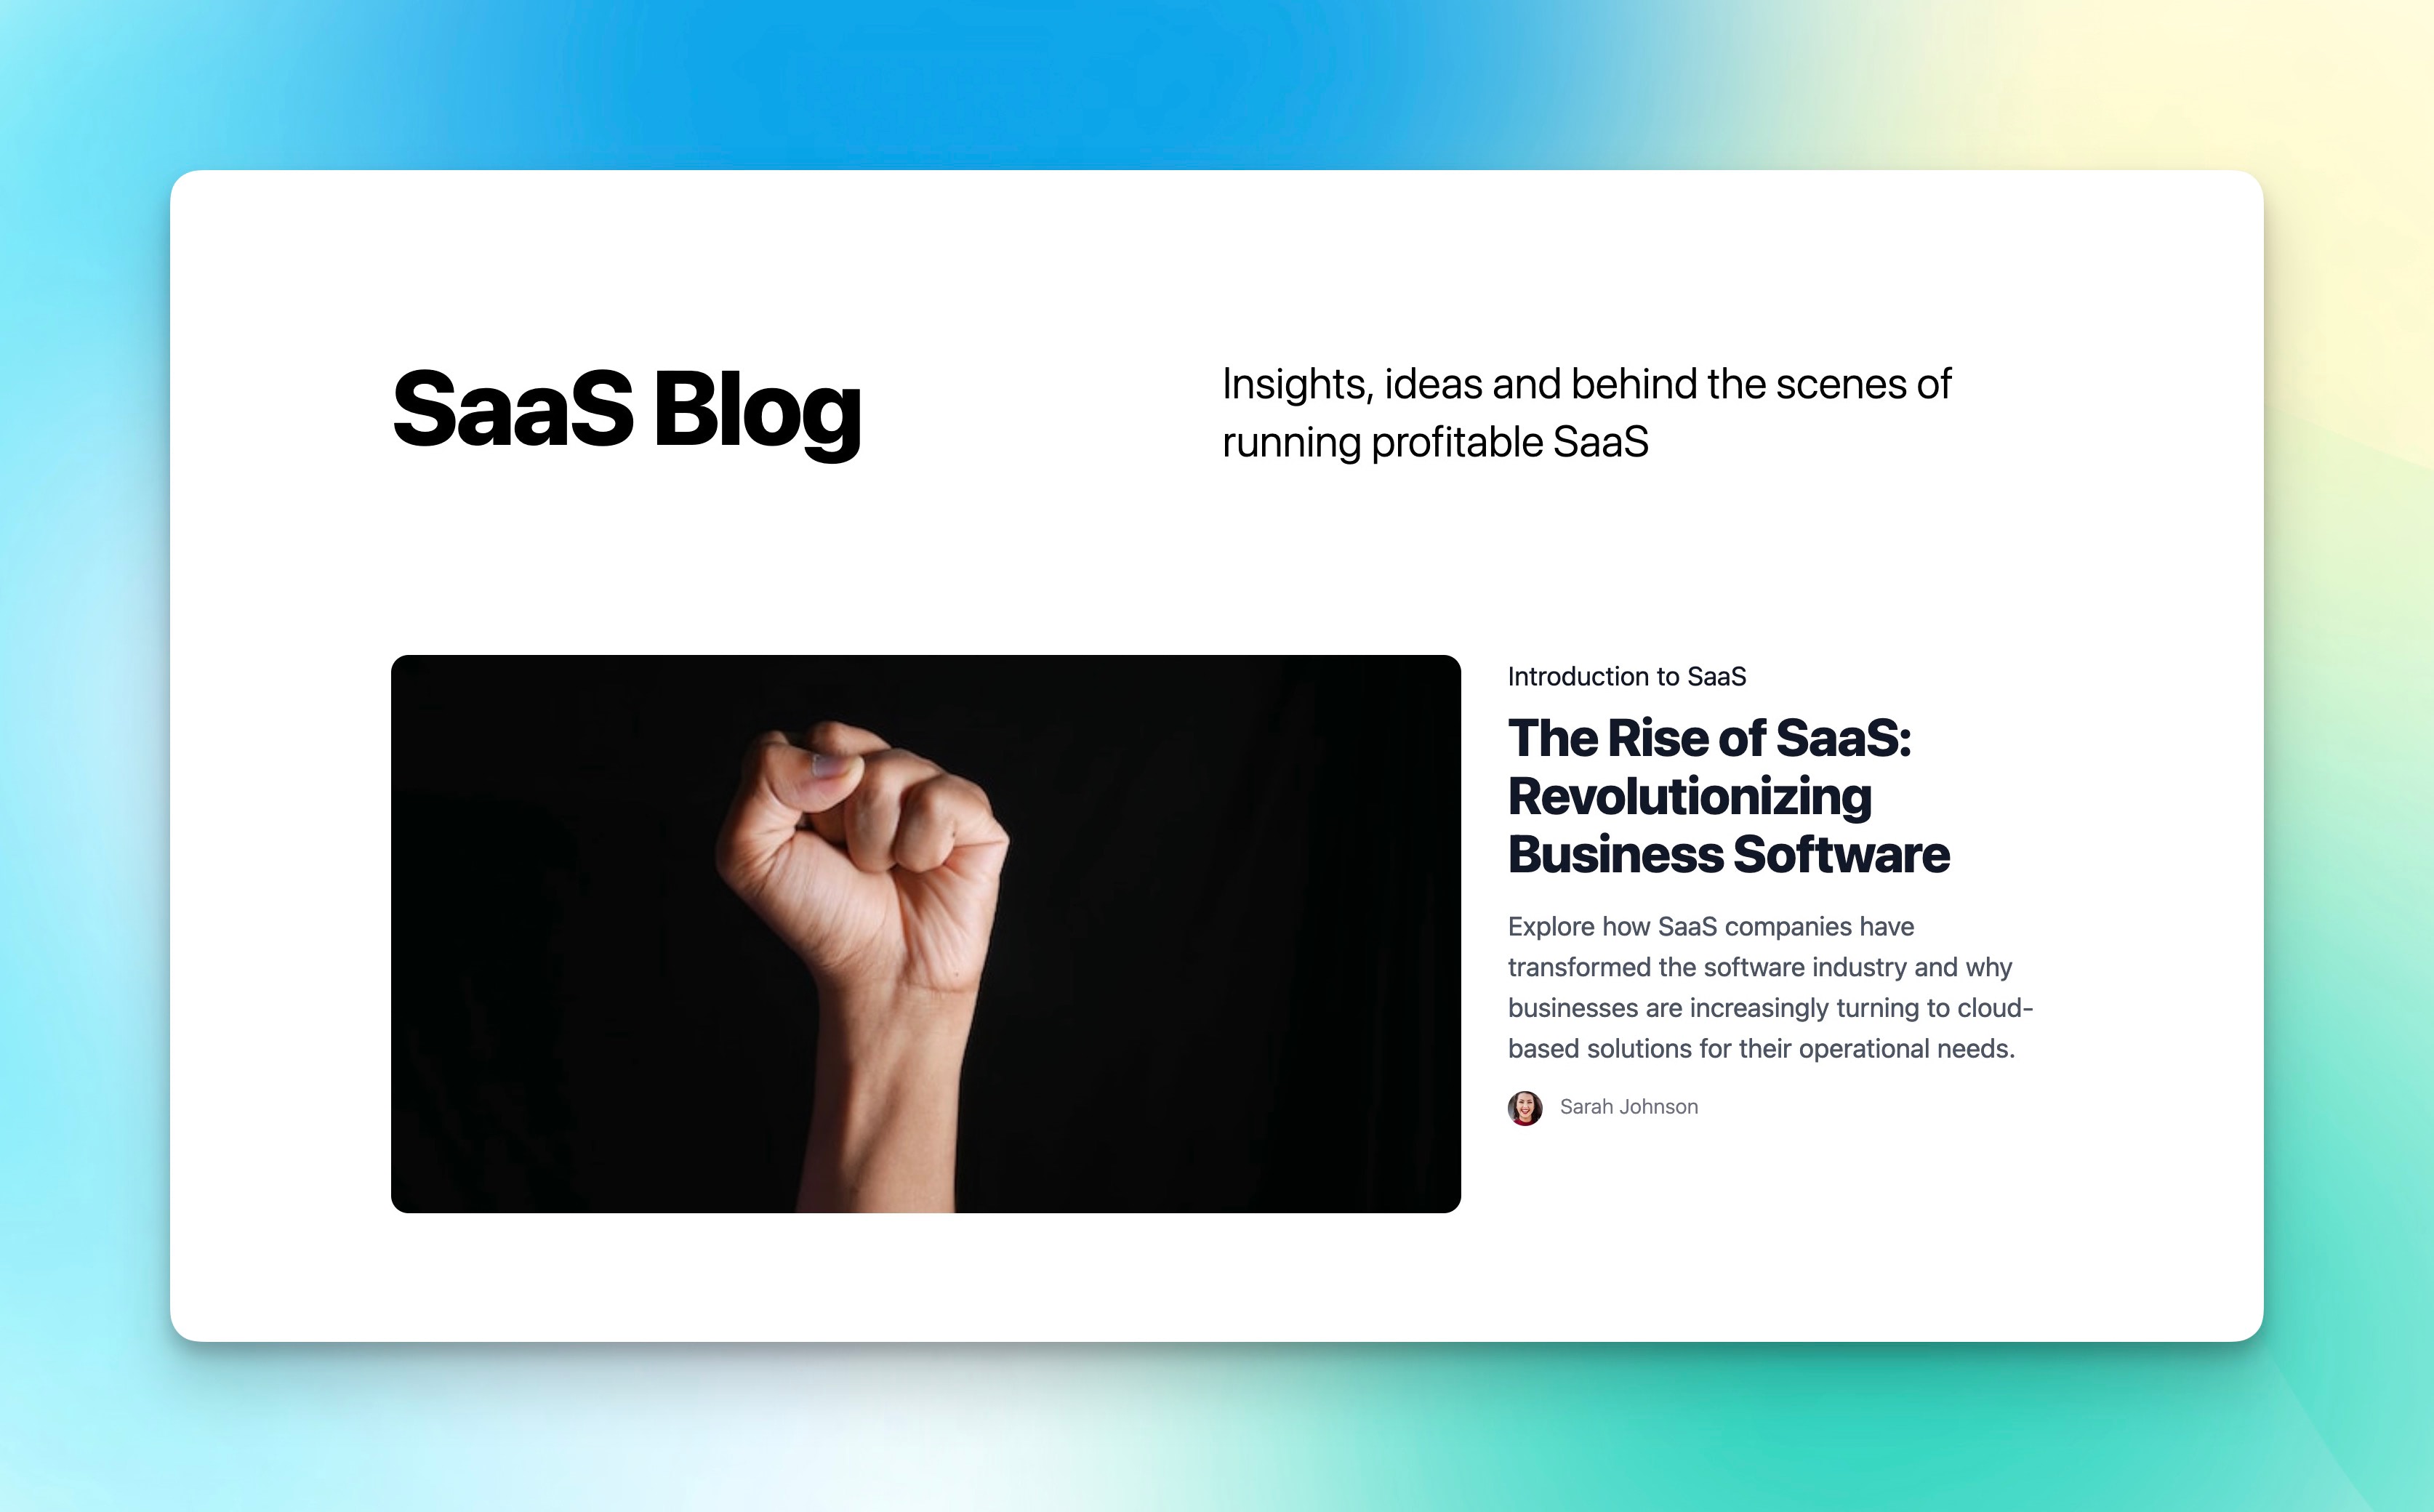 SaaS Blog
Insights, ideas and behind the scenes of
running profitable SaaS
Introduction to SaaS
The Rise of SaaS:
Revolutionizing
Business Software
Explore how SaaS companies have
transformed the software industry and why
businesses are increasingly turning to cloud-
based solutions for their operational needs.
Sarah Johnson